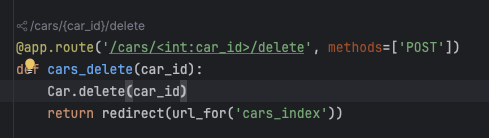 /cars/{car_id}/delete
@app.route('/cars/<int:car_id>/delete', methods=['POST'])
def cars_delete(car_id):
    Car.delete(car_id)
    return redirect(url_for('cars_index'))